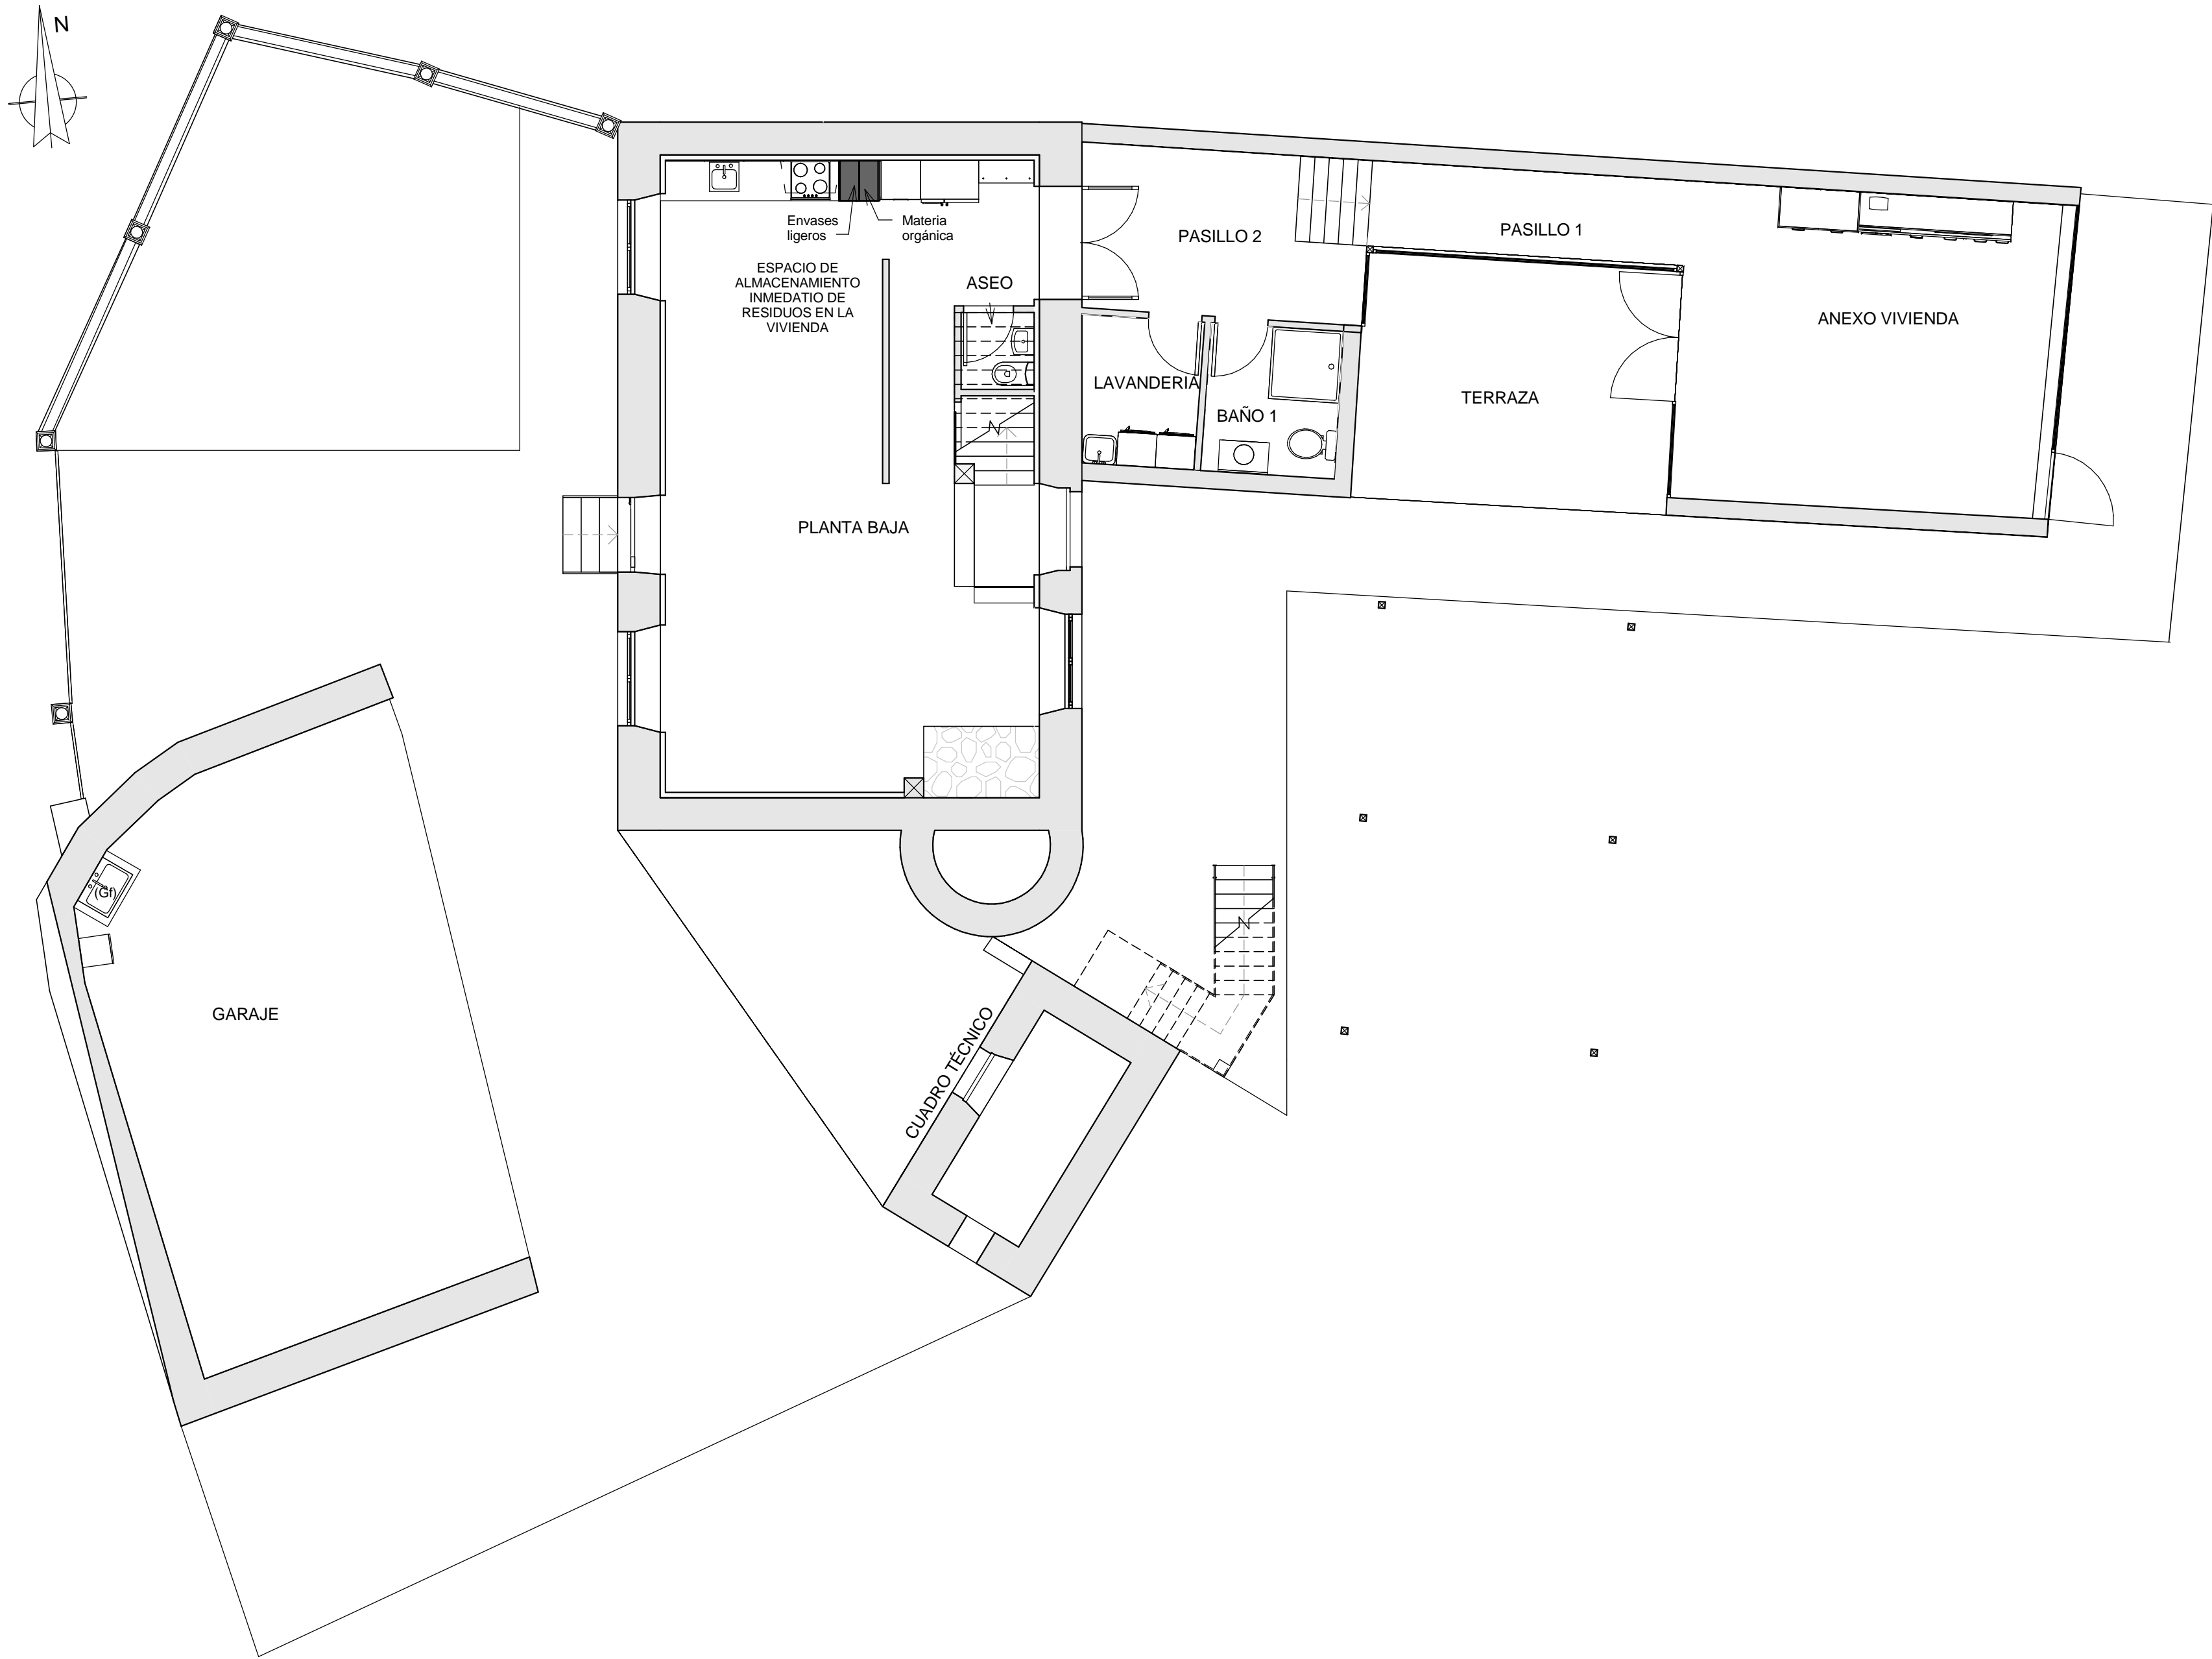 N
Envases
ligeros
Materia
orgánica
ESPACIO DE
ALMACENAMIENTO
INMEDATIO DE
RESIDUOS EN LA
VIVIENDA
ASEO
PASILLO 2
PASILLO 1
ANEXO VIVIENDA
LAVANDERIA
BAÑO 1
TERRAZA
PLANTA BAJA
(Gf)
GARAJE
CUADRO TÉCNICO